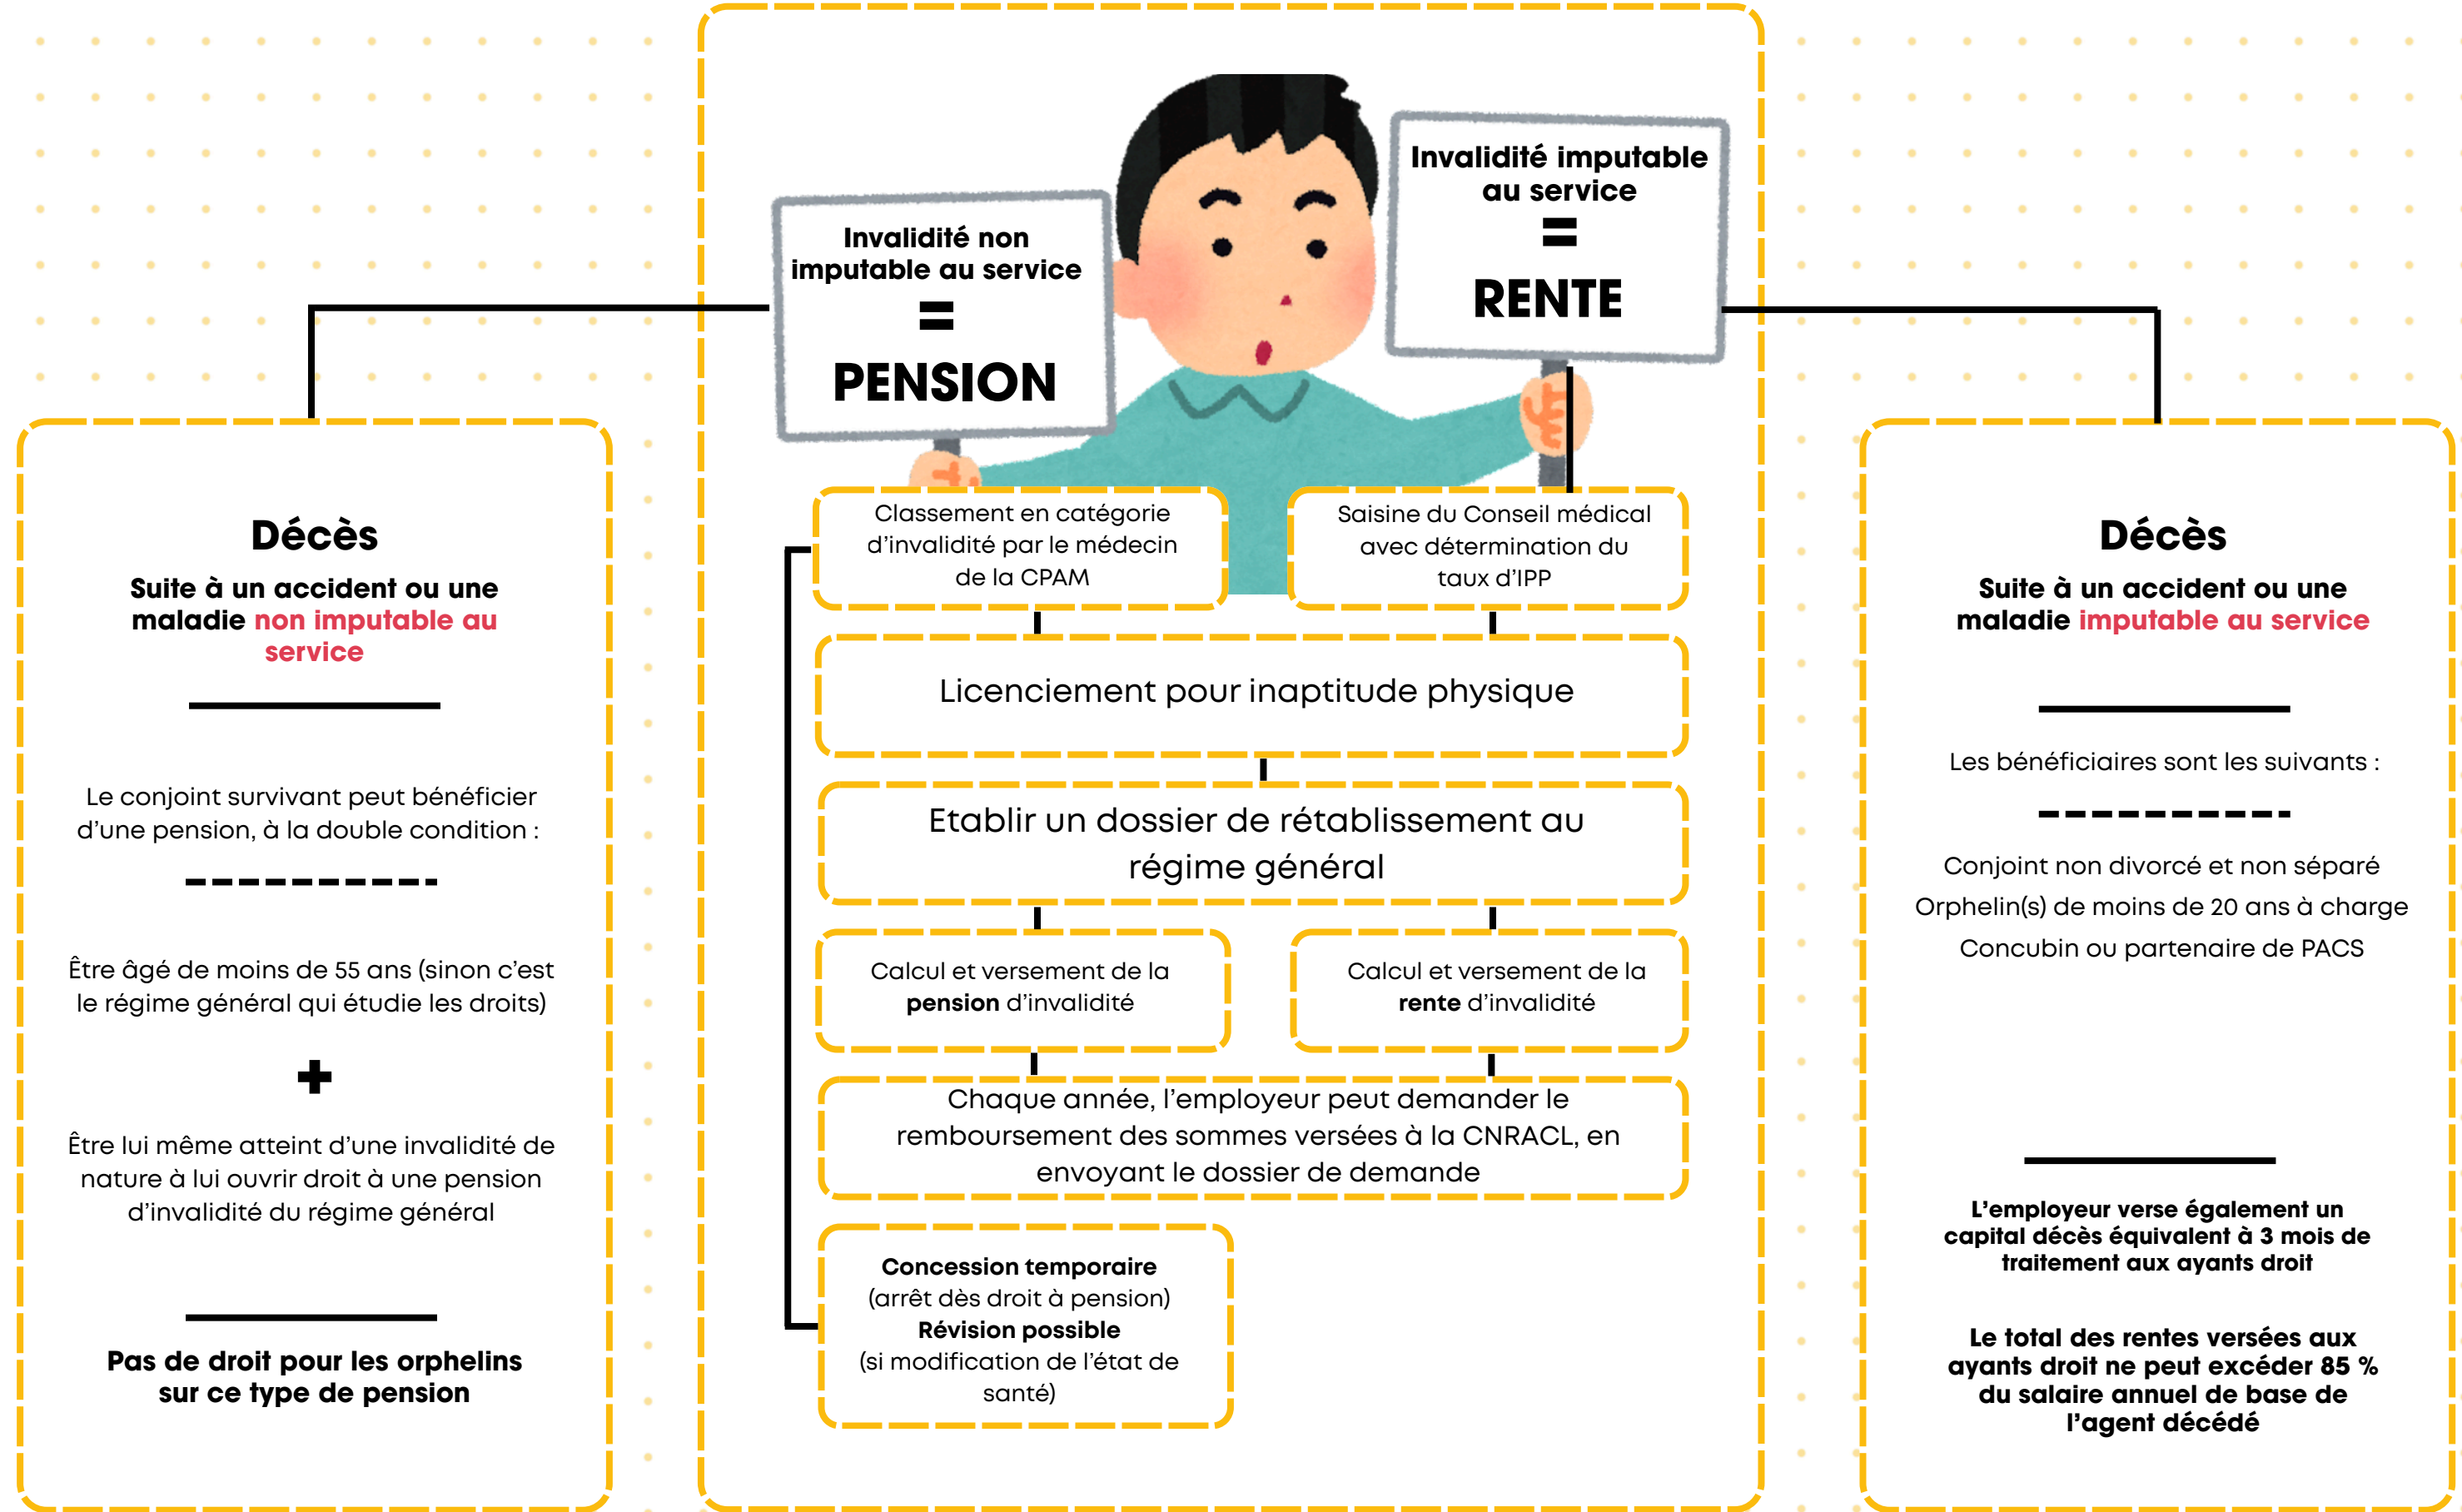 Invalidité non
imputable au service
=
PENSION
Invalidité imputable
au service
=
RENTE
Décès
Suite à un accident ou une
maladie non imputable au
service
Le conjoint survivant peut bénéficier
d'une pension, à la double condition :
Être âgé de moins de 55 ans (sinon c'est
le régime général qui étudie les droits)
+
Être lui même atteint d'une invalidité de
nature à lui ouvrir droit à une pension
d'invalidité du régime général
Pas de droit pour les orphelins
sur ce type de pension
Classement en catégorie
d'invalidité par le médecin
de la CPAM
Saisine du Conseil médical
avec détermination du
taux d'IPP
Licenciement pour inaptitude physique
Etablir un dossier de rétablissement au
régime général
Calcul et versement de la
pension d'invalidité
Calcul et versement de la
rente d'invalidité
Chaque année, l'employeur peut demander le
remboursement des sommes versées à la CNRACL, en
envoyant le dossier de demande
Concession temporaire
(arrêt dès droit à pension)
Révision possible
(si modification de l'état de
santé)
Décès
Suite à un accident ou une
maladie imputable au service
Les bénéficiaires sont les suivants :
Conjoint non divorcé et non séparé
Orphelin(s) de moins de 20 ans à charge
Concubin ou partenaire de PACS
L'employeur verse également un
capital décès équivalent à 3 mois de
traitement aux ayants droit
Le total des rentes versées aux
ayants droit ne peut excéder 85 %
du salaire annuel de base de
l'agent décédé